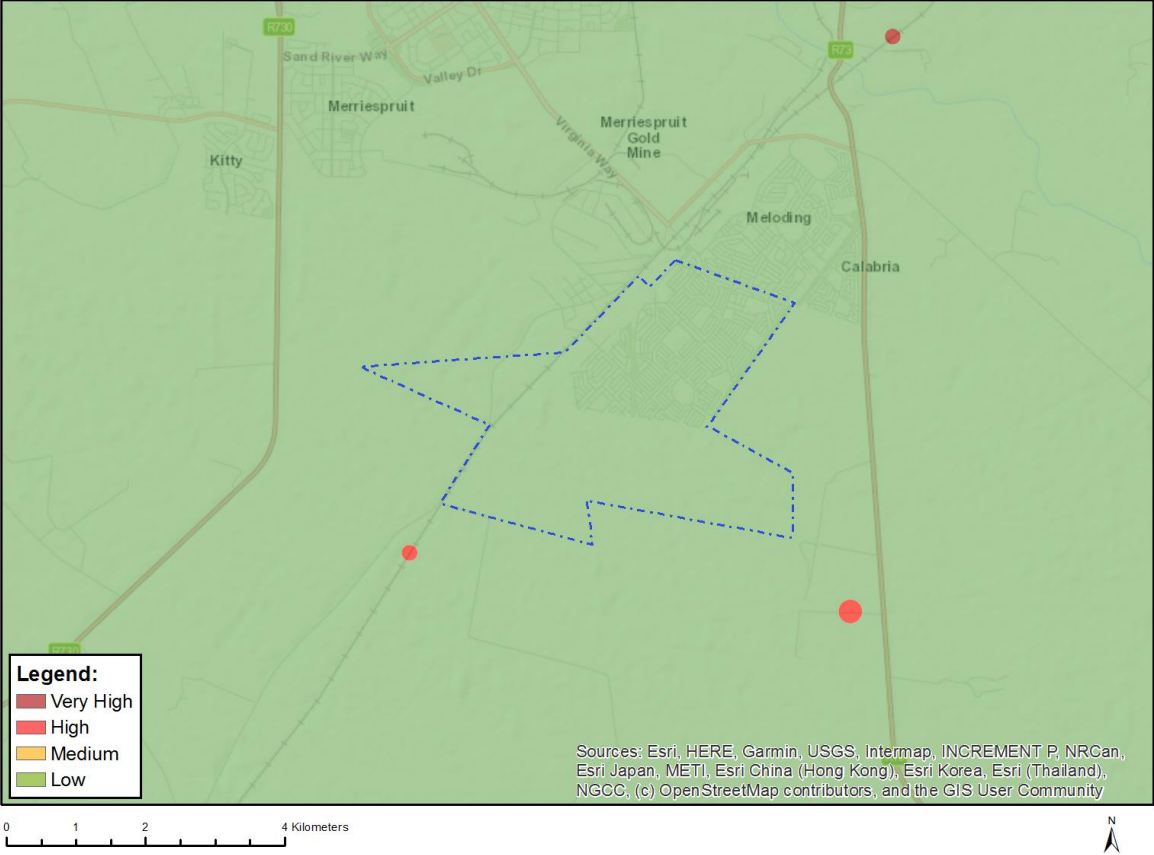 R730
R73
Sand River Way
Valley Dr
Merriespruit
Merriespruit
Gold
Mine
Virginia Way
Kitty
Meloding
Calabria
R730
Legend:
Very High
High
Medium
Low
Sources: Esri, HERE, Garmin, USGS, Intermap, INCREMENT P, NRCan,
Esri Japan, METI, Esri China (Hong Kong), Esri Korea, Esri (Thailand),
NGCC, (c) OpenStreetMap contributors, and the GIS User Community
0 1 2 4 Kilometers
N